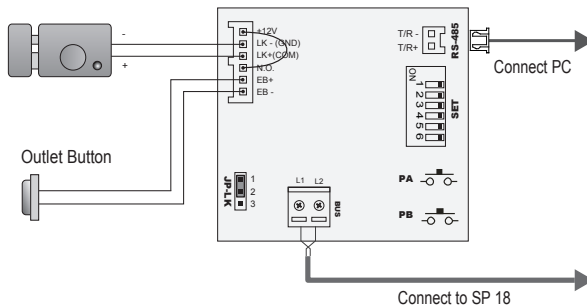 -
+
+12V
LK - (GND)
LK+(COM)
N.O.
EB+
EB -
T/R -
T/R+
RS-485
Connect PC
ON
1
2
3
4
5
6
SET
Outlet Button
JP-LK
1
2
3
L1 L2
BUS
PA
PB
Connect to SP 18